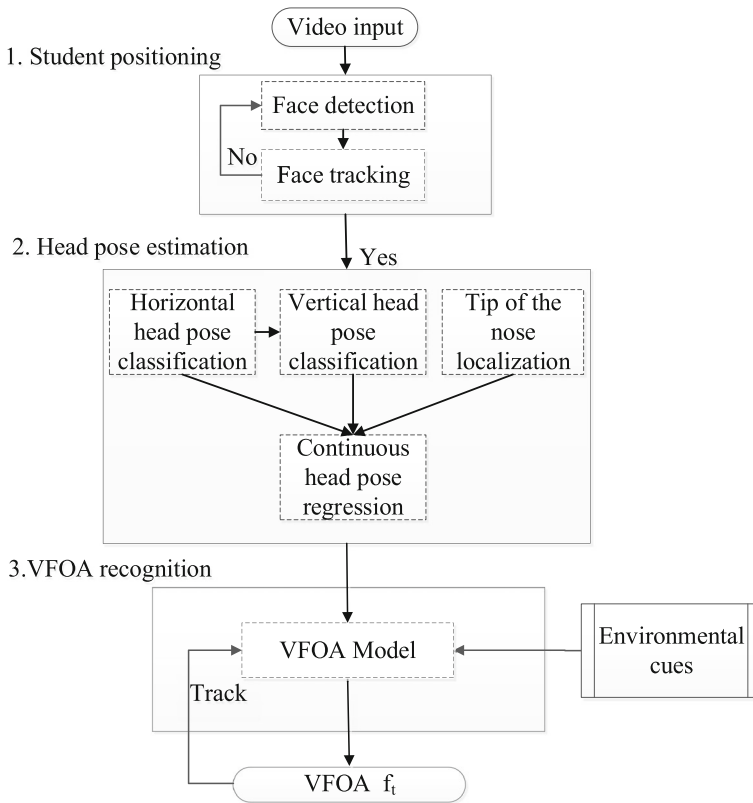 Video input
1. Student positioning
Face detection
No
Face tracking
2. Head pose estimation
Yes
Horizontal
head pose
classification
Vertical head
pose
classification
Tip of the
nose
localization
Continuous
head pose
regression
3.VFOA recognition
VFOA Model
Environmental
cues
Track
VFOA ft